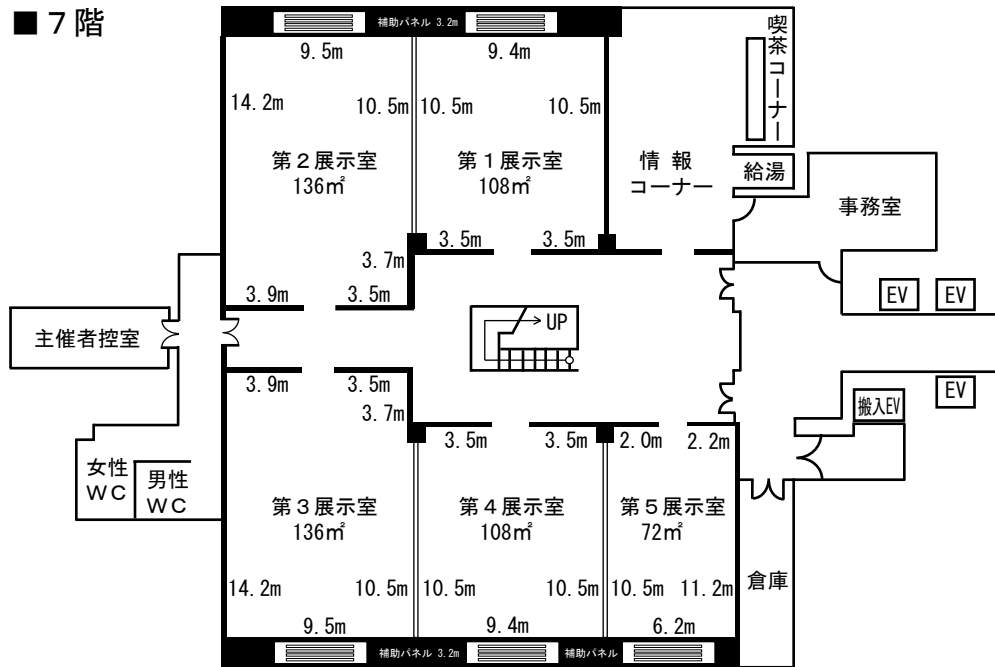 ■７階
補助パネル 3.2m
9.5m
9.4m
14.2m
10.5m
10.5m
10.5m
第２展示室
136㎡
第１展示室
108㎡
情報
コーナー
喫茶コーナー
給湯
事務室
3.5m
3.5m
3.7m
3.9m
3.5m
EV
EV
UP
主催者控室
3.9m
3.5m
3.7m
EV
搬入EV
3.5m
3.5m
2.0m
2.2m
女性
ＷＣ
男性
ＷＣ
第３展示室
136㎡
第４展示室
108㎡
第５展示室
72㎡
14.2m
10.5m
10.5m
10.5m
10.5m
11.2m
倉庫
9.5m
9.4m
6.2m
補助パネル 3.2m
補助パネル